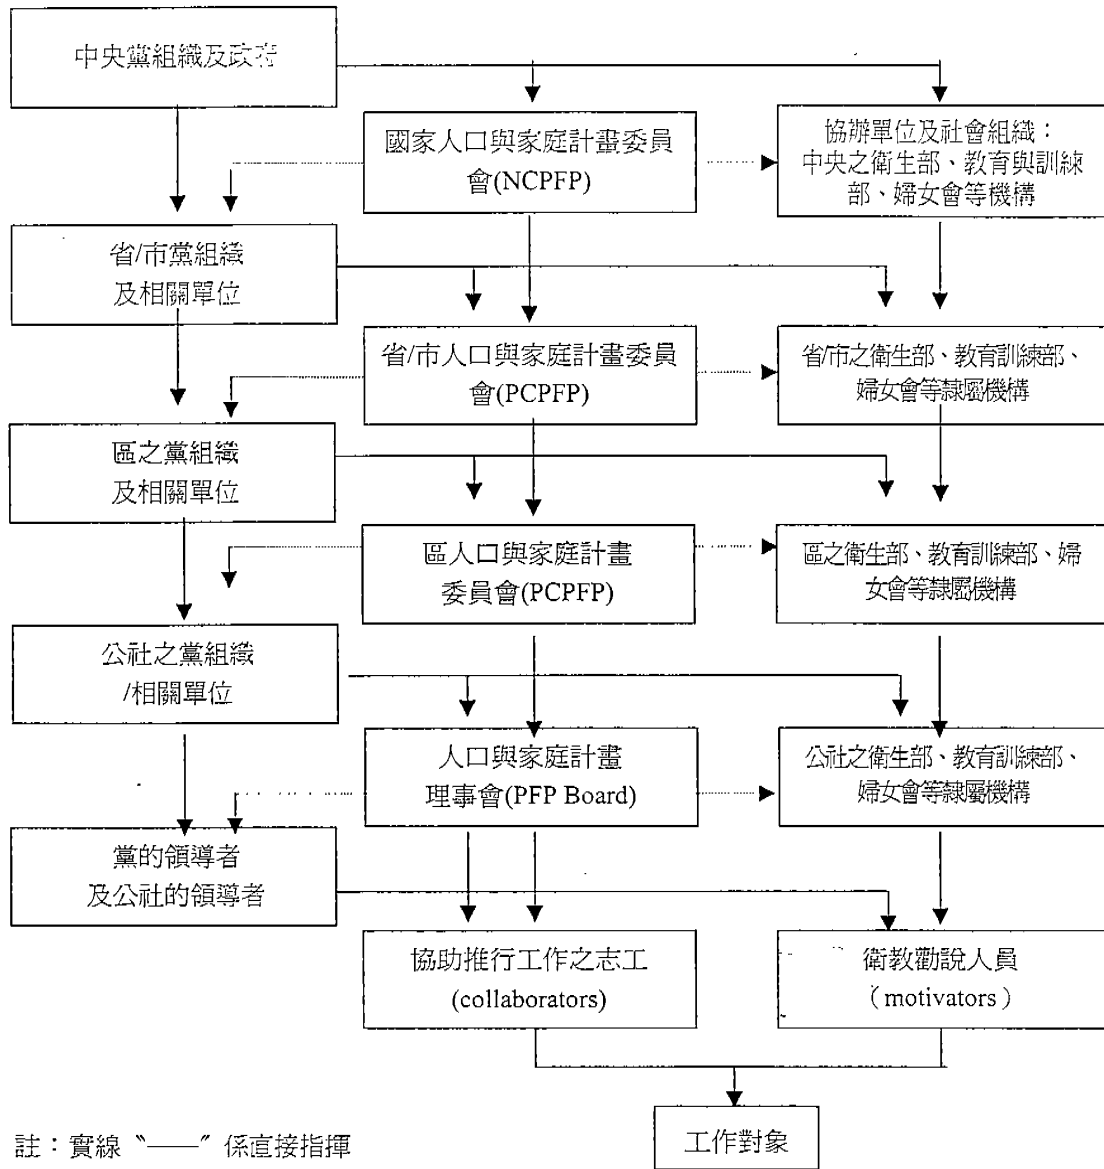 中央黨組織及政府
國家人口與家庭計畫委員
會(NCPFP)
協辦單位及社會組織：
中央之衛生部、教育與訓練
部、婦女會等機構
省/市黨組織
及相關單位
省/市人口與家庭計畫委員
會(PCPFP)
省/市之衛生部、教育訓練部、
婦女會等隸屬機構
區之黨組織
及相關單位
區人口與家庭計畫
委員會(PCPFP)
區之衛生部、教育訓練部、婦
女會等隸屬機構
公社之黨組織
/相關單位
人口與家庭計畫
理事會(PFP Board)
公社之衛生部、教育訓練部、
婦女會等隸屬機構
黨的領導者
及公社的領導者
協助推行工作之志工
(collaborators)
衛教勸說人員
（motivators）
工作對象
註：實線〝——〞係直接指揮